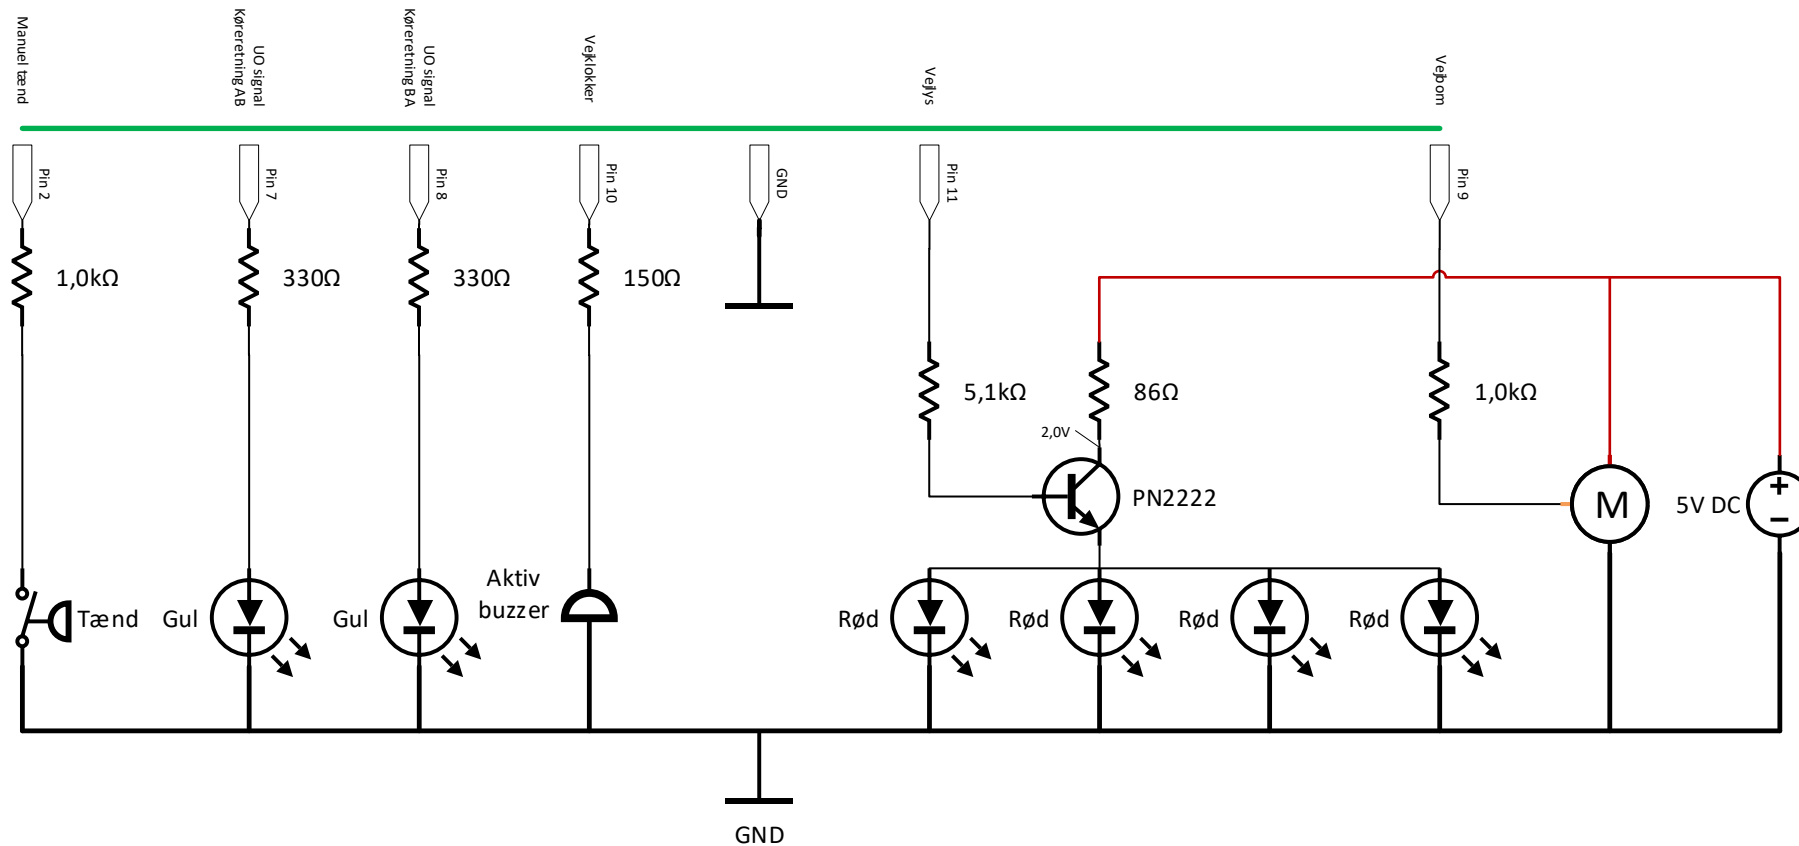 Manuel tænd
UO signal
Køreretning AB
UO signal
Køreretning BA
Vejklokker
Vejlys
Vejbom
Pin 2
Pin 7
Pin 8
Pin 10
GND
Pin 11
Pin 9
1,0kΩ
330Ω
330Ω
150Ω
5,1kΩ
86Ω
1,0kΩ
2,0V
PN2222
M
5V DC
Aktiv
buzzer
Tænd
Gul
Gul
Rød
Rød
Rød
Rød
GND